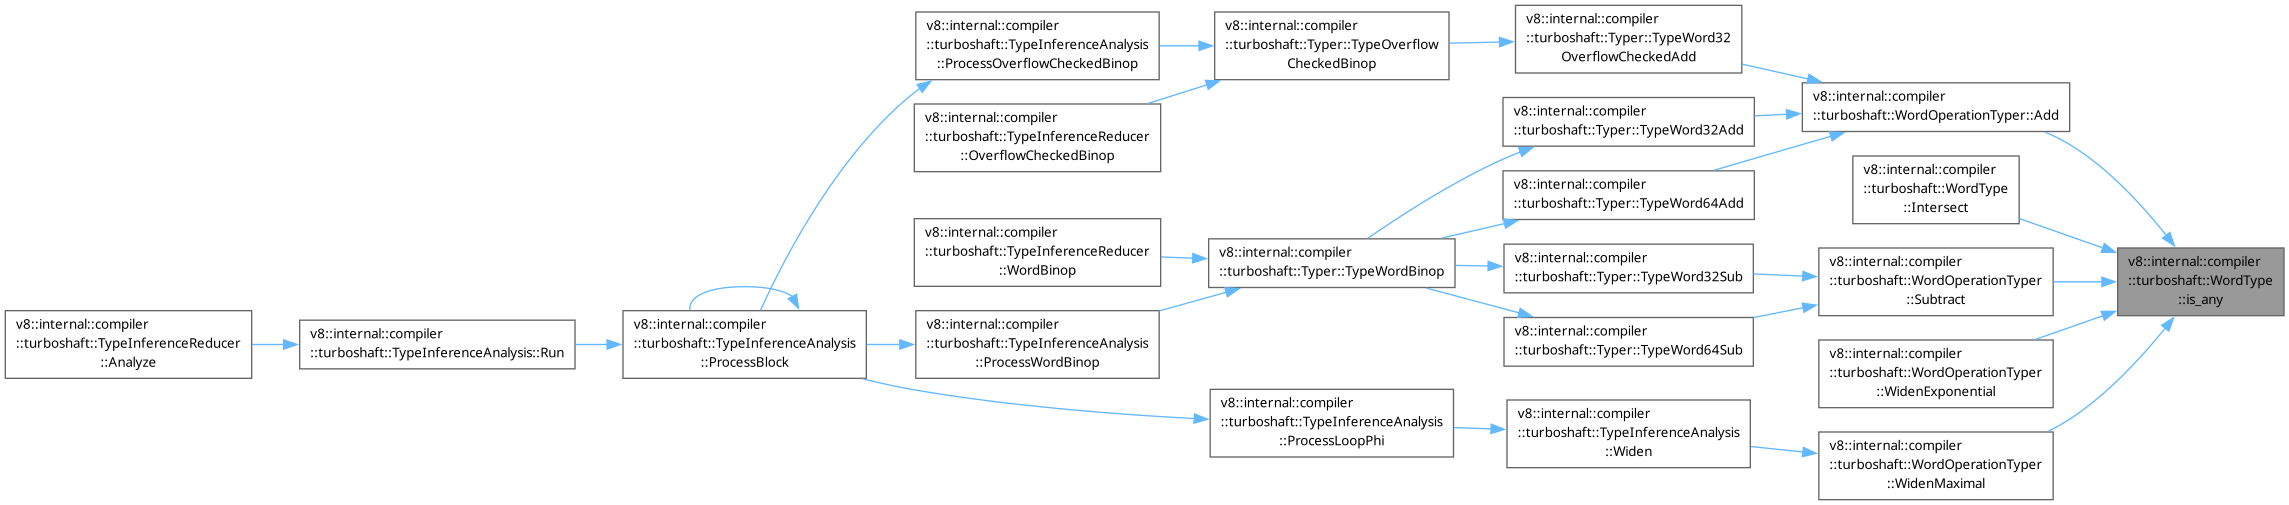 v8::internal::compiler
::turboshaft::TypeInferenceAnalysis
::ProcessOverflowCheckedBinop
v8::internal::compiler
::turboshaft::Typer::TypeOverflow
CheckedBinop
v8::internal::compiler
::turboshaft::Typer::TypeWord32
OverflowCheckedAdd
v8::internal::compiler
::turboshaft::WordOperationTyper::Add
v8::internal::compiler
::turboshaft::TypeInferenceReducer
::OverflowCheckedBinop
v8::internal::compiler
::turboshaft::Typer::TypeWord32Add
v8::internal::compiler
::turboshaft::WordType
::Intersect
v8::internal::compiler
::turboshaft::Typer::TypeWord64Add
v8::internal::compiler
::turboshaft::TypeInferenceReducer
::WordBinop
v8::internal::compiler
::turboshaft::Typer::TypeWordBinop
v8::internal::compiler
::turboshaft::Typer::TypeWord32Sub
v8::internal::compiler
::turboshaft::WordOperationTyper
::Subtract
v8::internal::compiler
::turboshaft::WordType
::is_any
v8::internal::compiler
::turboshaft::TypeInferenceReducer
::Analyze
v8::internal::compiler
::turboshaft::TypeInferenceAnalysis::Run
v8::internal::compiler
::turboshaft::TypeInferenceAnalysis
::ProcessBlock
v8::internal::compiler
::turboshaft::TypeInferenceAnalysis
::ProcessWordBinop
v8::internal::compiler
::turboshaft::Typer::TypeWord64Sub
v8::internal::compiler
::turboshaft::WordOperationTyper
::WidenExponential
v8::internal::compiler
::turboshaft::TypeInferenceAnalysis
::ProcessLoopPhi
v8::internal::compiler
::turboshaft::TypeInferenceAnalysis
::Widen
v8::internal::compiler
::turboshaft::WordOperationTyper
::WidenMaximal